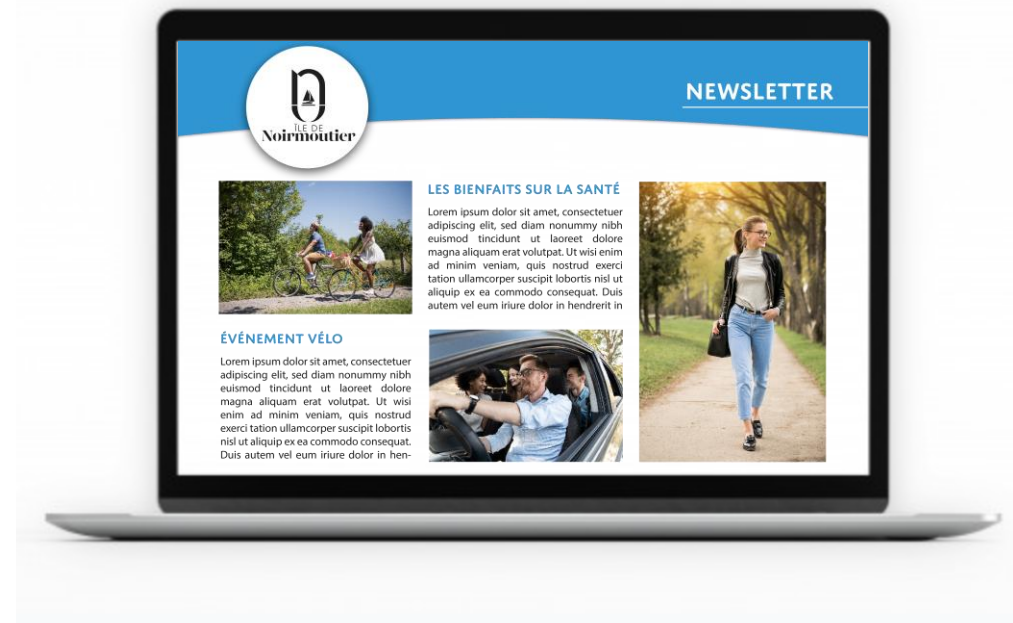 NEWSLETTER
ÎLE DE
Noirmoutier
LES BIENFAITS SUR LA SANTÉ
Lorem ipsum dolor sit amet, consectetuer
adipiscing elit, sed diam nonummy nibh
euismod tincidunt ut laoreet dolore
magna aliquam erat volutpat. Ut wisi enim
ad minim veniam, quis nostrud exerci
tation ullamcorper suscipit lobortis nisl ut
aliquip ex ea commodo consequat. Duis
autem vel eum iriure dolor in hendrerit in
ÉVÉNEMENT VÉLO
Lorem ipsum dolor sit amet, consectetuer
adipiscing elit, sed diam nonummy nibh
euismod tincidunt ut laoreet dolore
magna aliquam erat volutpat. Ut wisi
enim ad minim veniam, quis nostrud
exerci tation ullamcorper suscipit lobortis
nisl ut aliquip ex ea commodo consequat.
Duis autem vel eum iriure dolor in hen-